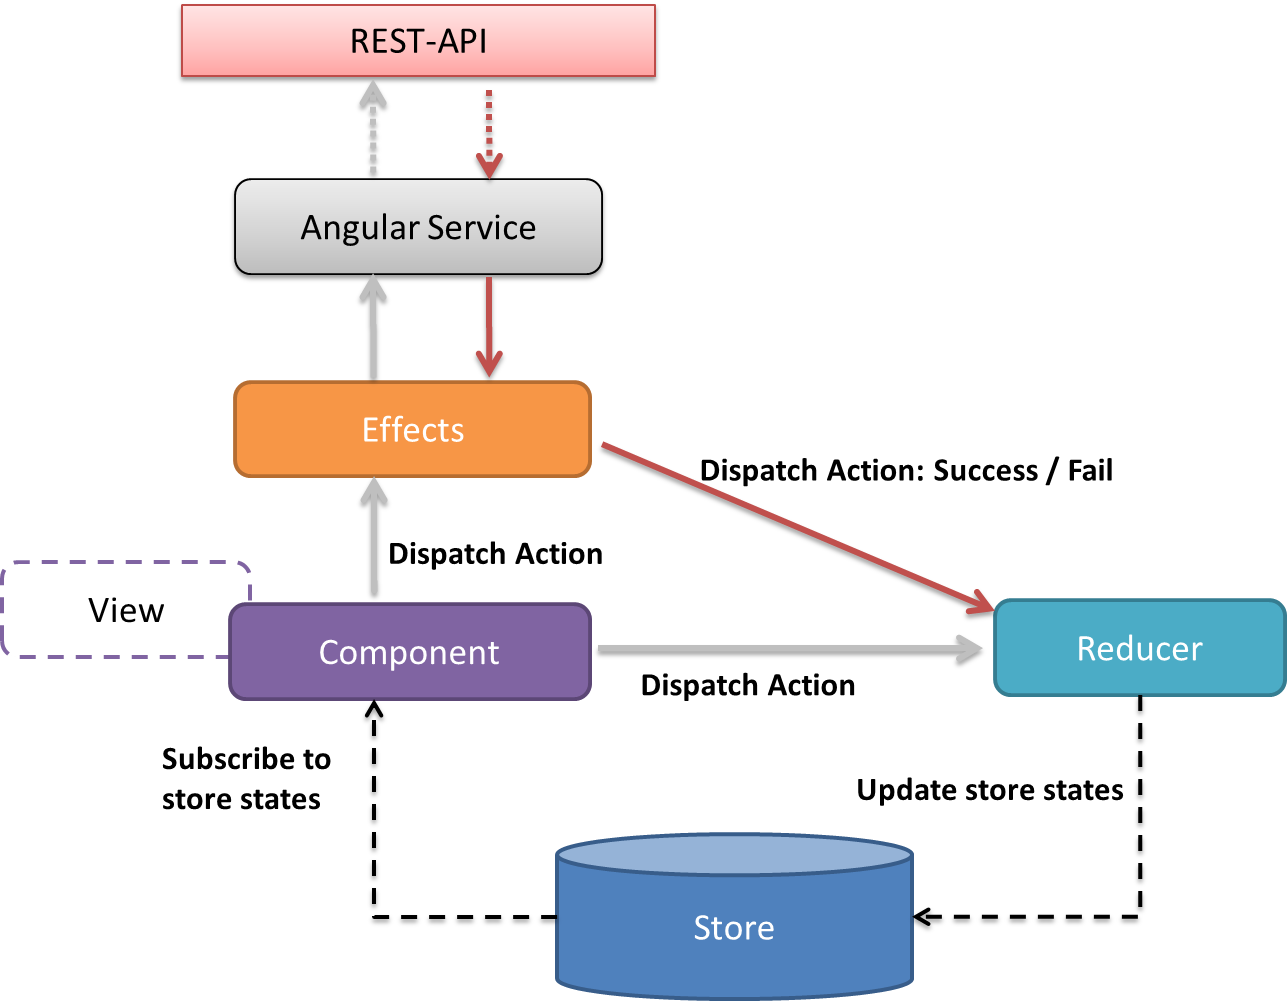 REST-API
Angular Service
Effects
Dispatch Action: Success / Fail
Dispatch Action
View
Component
Reducer
Dispatch Action
Subscribe to
store states
Update store states
Store